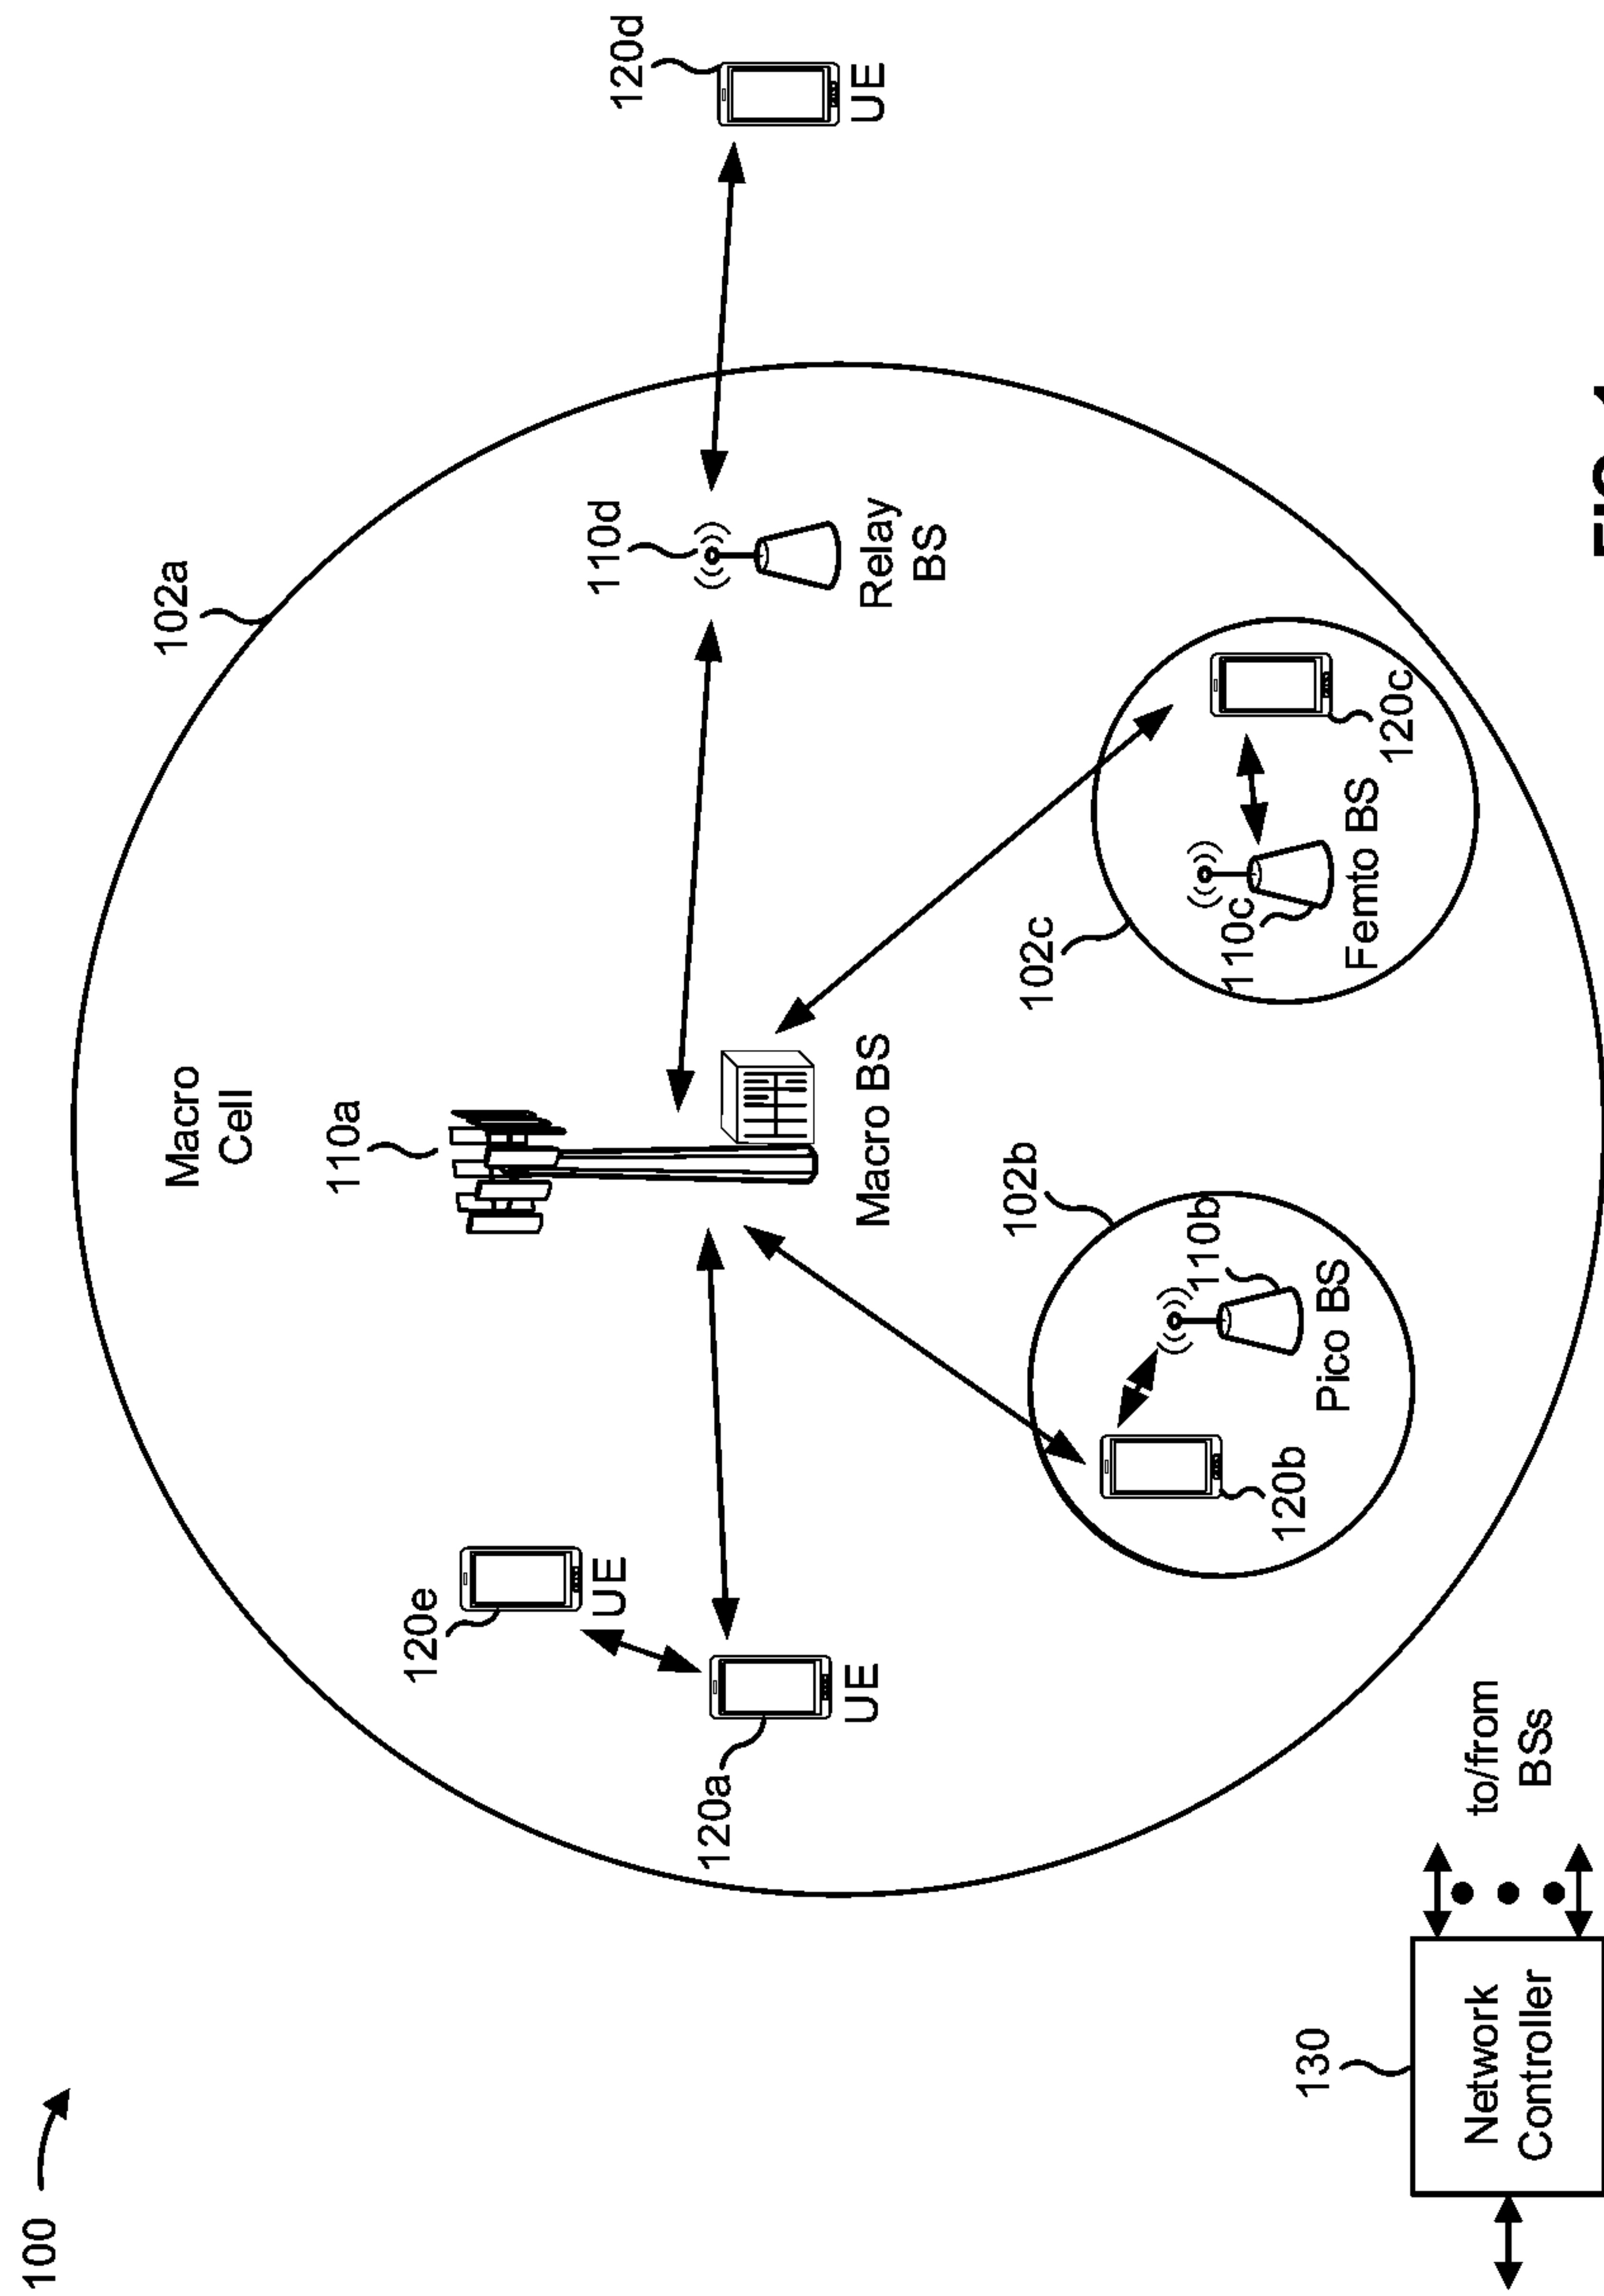 100
Macro
Cell
102a
110a
120e
UE
110d
120d
120a
UE
Macro BS
Relay
BS
UE
102b
102c
110b
110c
120b
Pico BS
Femto BS
120c
130
Network
Controller
to/from
BSs